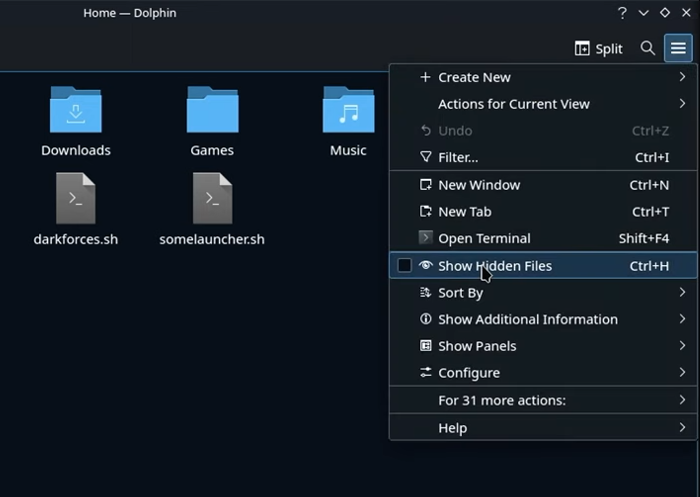 Home — Dolphin
Split
Downloads
Games
Music
darkforces.sh
somelauncher.sh
Create New
Actions for Current View
Undo Ctrl+Z
Filter... Ctrl+I
New Window Ctrl+N
New Tab Ctrl+T
Open Terminal Shift+F4
Show Hidden Files Ctrl+H
Sort By
Show Additional Information
Show Panels
Configure
For 31 more actions:
Help